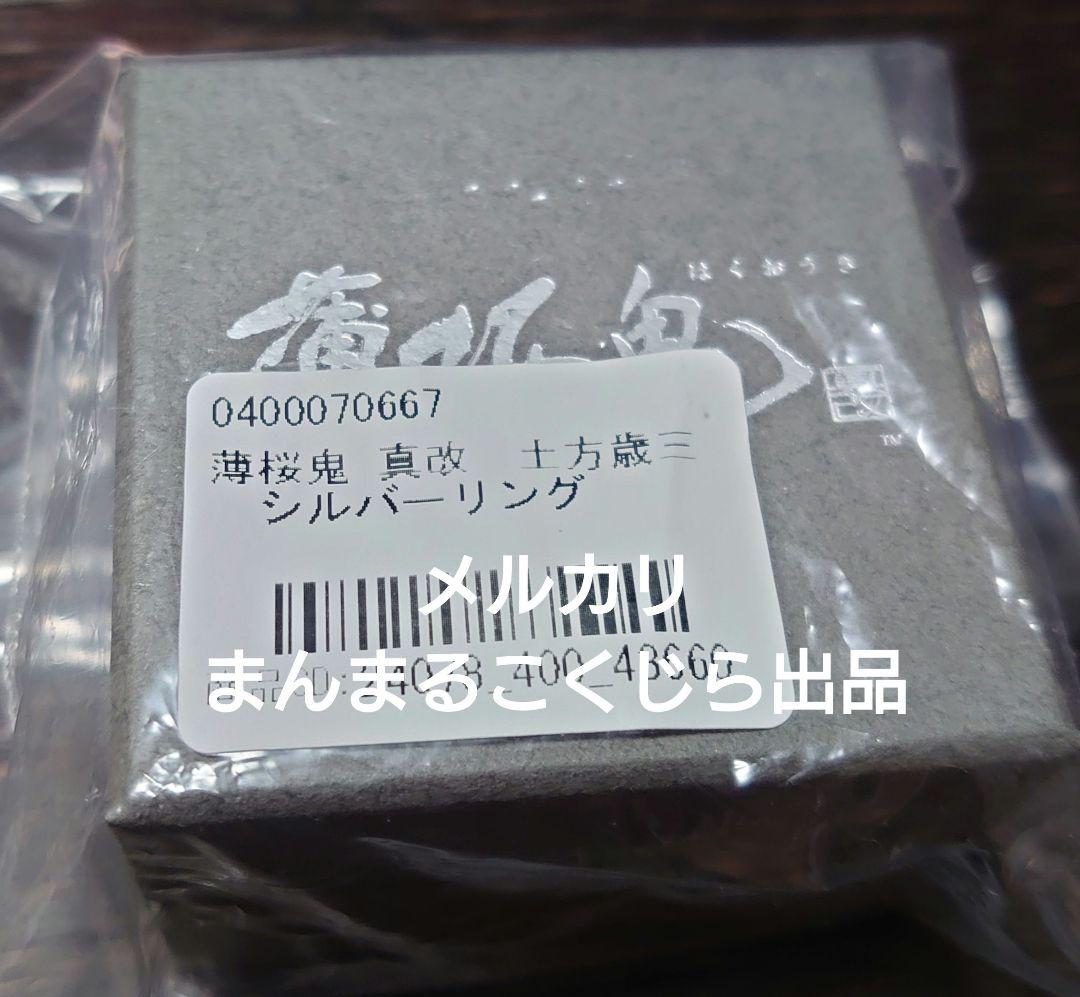 はくおうき
薄桜鬼
TM
0400070667
薄桜鬼 真改 土方歳三
シルバーリング
メルカリ
まんまるこくじら出品